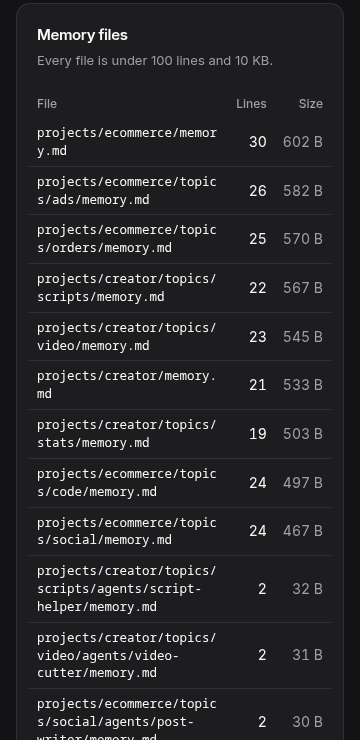 Memory files
Every file is under 100 lines and 10 KB.
File Lines Size
projects/ecommerce/memor
y.md 30 602 B
projects/ecommerce/topic
s/ads/memory.md 26 582 B
projects/ecommerce/topic
s/orders/memory.md 25 570 B
projects/creator/topics/
scripts/memory.md 22 567 B
projects/creator/topics/
video/memory.md 23 545 B
projects/creator/memory.
md 21 533 B
projects/creator/topics/
stats/memory.md 19 503 B
projects/ecommerce/topic
s/code/memory.md 24 497 B
projects/ecommerce/topic
s/social/memory.md 24 467 B
projects/creator/topics/
scripts/agents/script-
helper/memory.md 2 32 B
projects/creator/topics/
video/agents/video-
cutter/memory.md 2 31 B
projects/ecommerce/topic
s/social/agents/post-
writer/memory.md 2 30 B